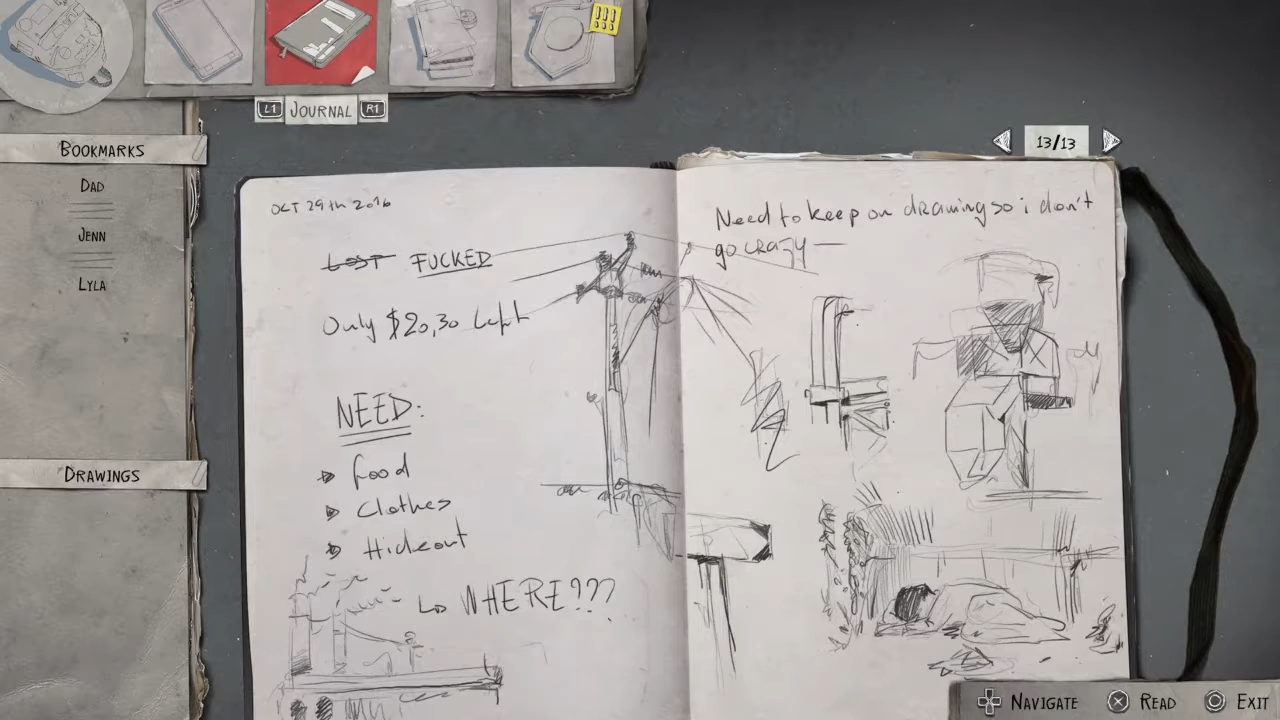 L1 JOURNAL R1
BOOKMARKS
DAD
JENN
LYLA
DRAWINGS
13/13
OCT 29th 2016
LOST FUCKED
Only $20,30 left
NEED:
food
Clothes
Hideout
WHERE???
Need to keep on drawing so i don't
go crazy —
NAVIGATE READ EXIT